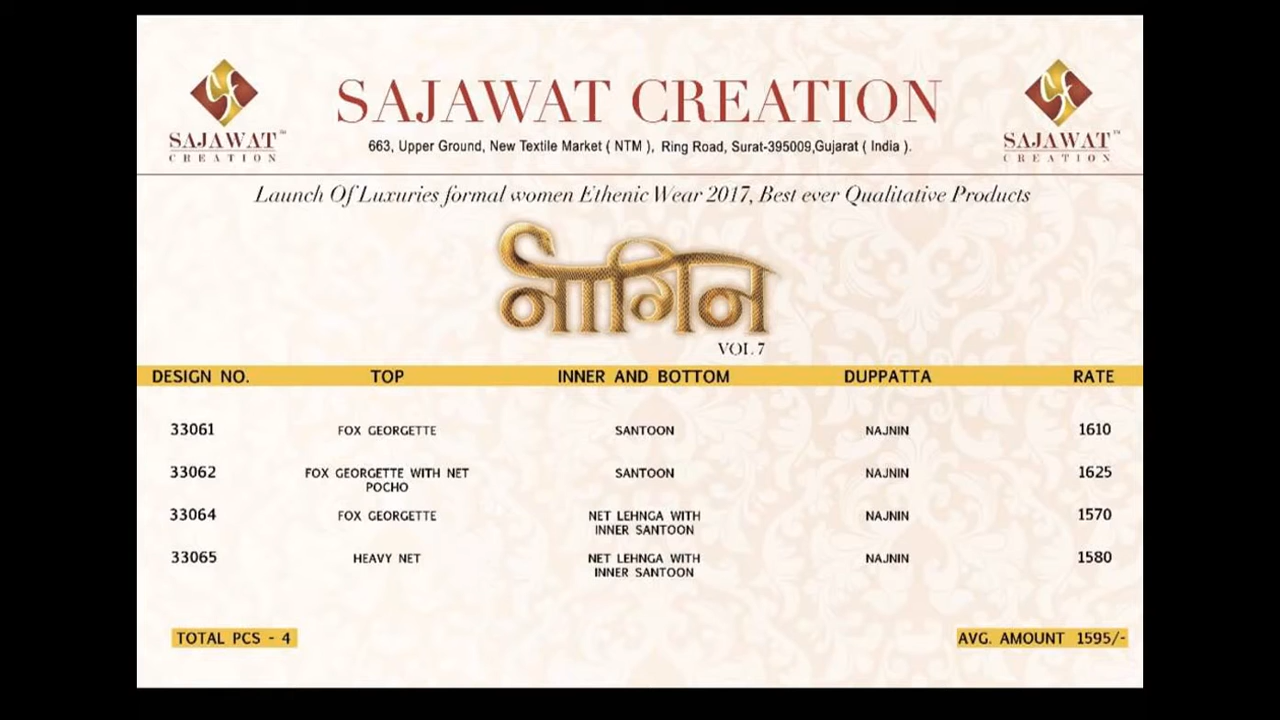 SAJAWAT CREATION
SAJAWAT™
CREATION
SAJAWAT™
CREATION
663, Upper Ground, New Textile Market ( NTM ), Ring Road, Surat-395009,Gujarat ( India ).
Launch Of Luxuries formal women Ethenic Wear 2017, Best ever Qualitative Products
नागिन
VOL 7
DESIGN NO. TOP INNER AND BOTTOM DUPPATTA RATE
33061 FOX GEORGETTE SANTOON NAJNIN 1610
33062 FOX GEORGETTE WITH NET SANTOON NAJNIN 1625
POCHO
33064 FOX GEORGETTE NET LEHNGA WITH NAJNIN 1570
INNER SANTOON
33065 HEAVY NET NET LEHNGA WITH NAJNIN 1580
INNER SANTOON
TOTAL PCS - 4 AVG. AMOUNT 1595/-